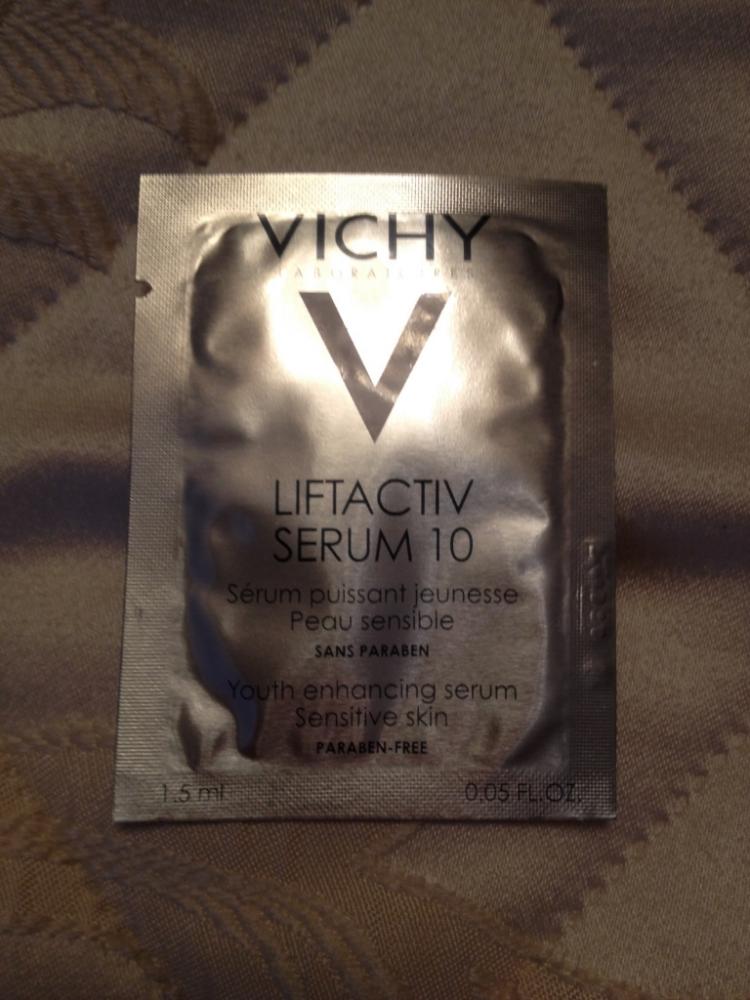 VICHY
LABORATOIRES
V
LIFTACTIV
SERUM 10
Sérum puissant jeunesse
Peau sensible
SANS PARABEN
Youth enhancing serum
Sensitive skin
PARABEN-FREE
1.5 ml 0.05 FL.OZ.